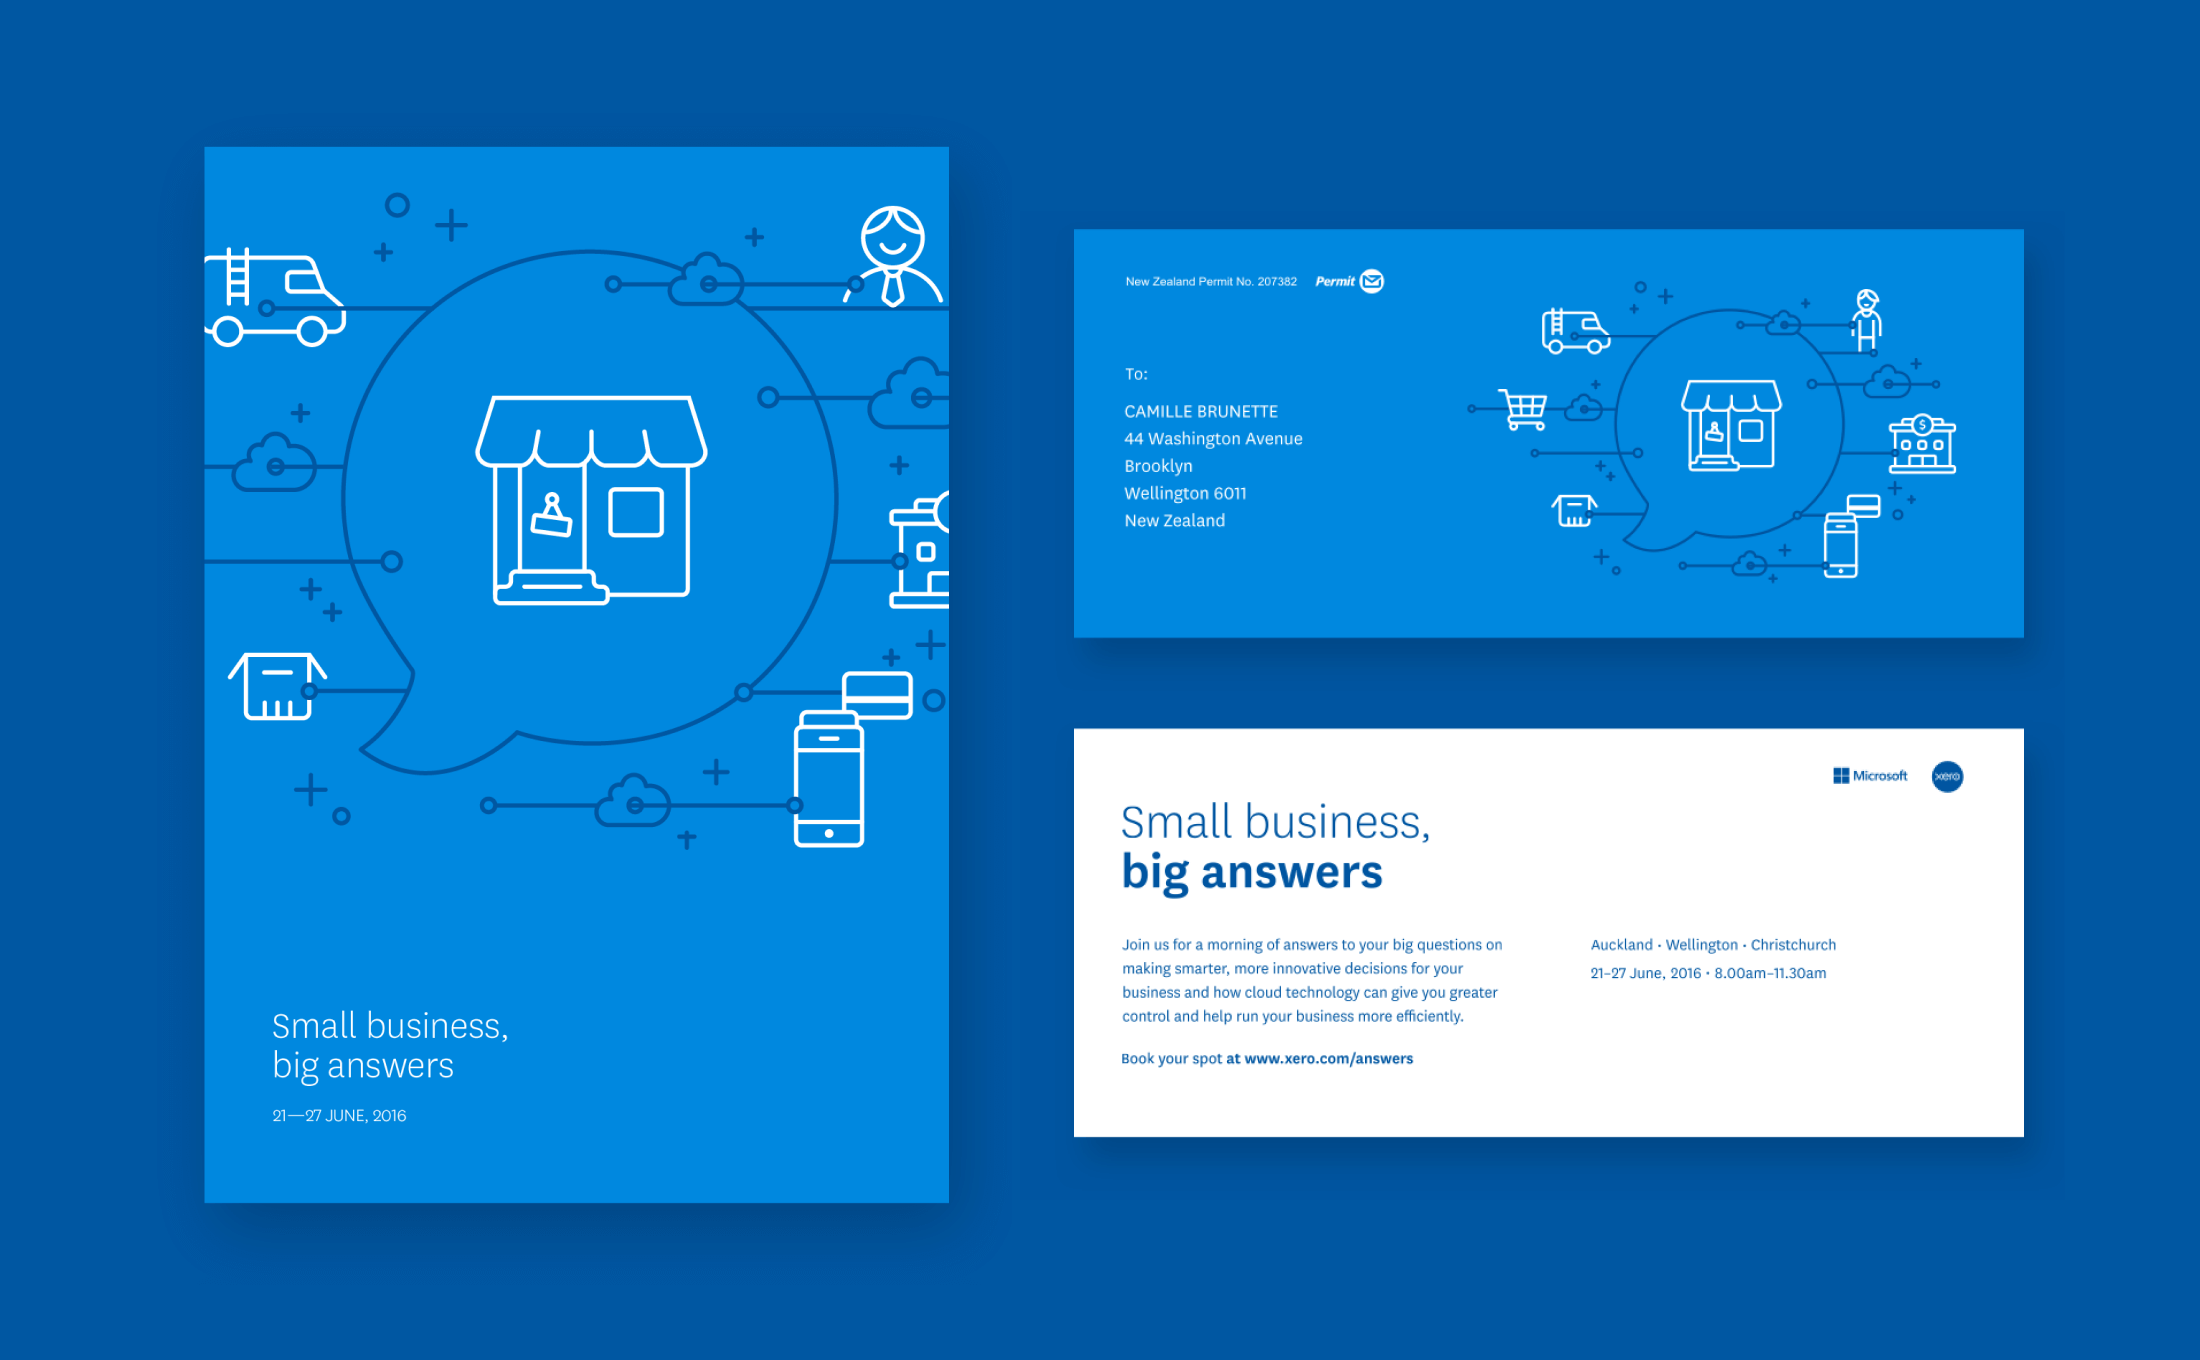 Small business,
big answers
21—27 JUNE, 2016
New Zealand Permit No. 207382 Permit
To:
CAMILLE BRUNETTE
44 Washington Avenue
Brooklyn
Wellington 6011
New Zealand
$
Microsoft xero
Small business,
big answers
Join us for a morning of answers to your big questions on
making smarter, more innovative decisions for your
business and how cloud technology can give you greater
control and help run your business more efficiently.
Book your spot at www.xero.com/answers
Auckland · Wellington · Christchurch
21–27 June, 2016 · 8.00am–11.30am